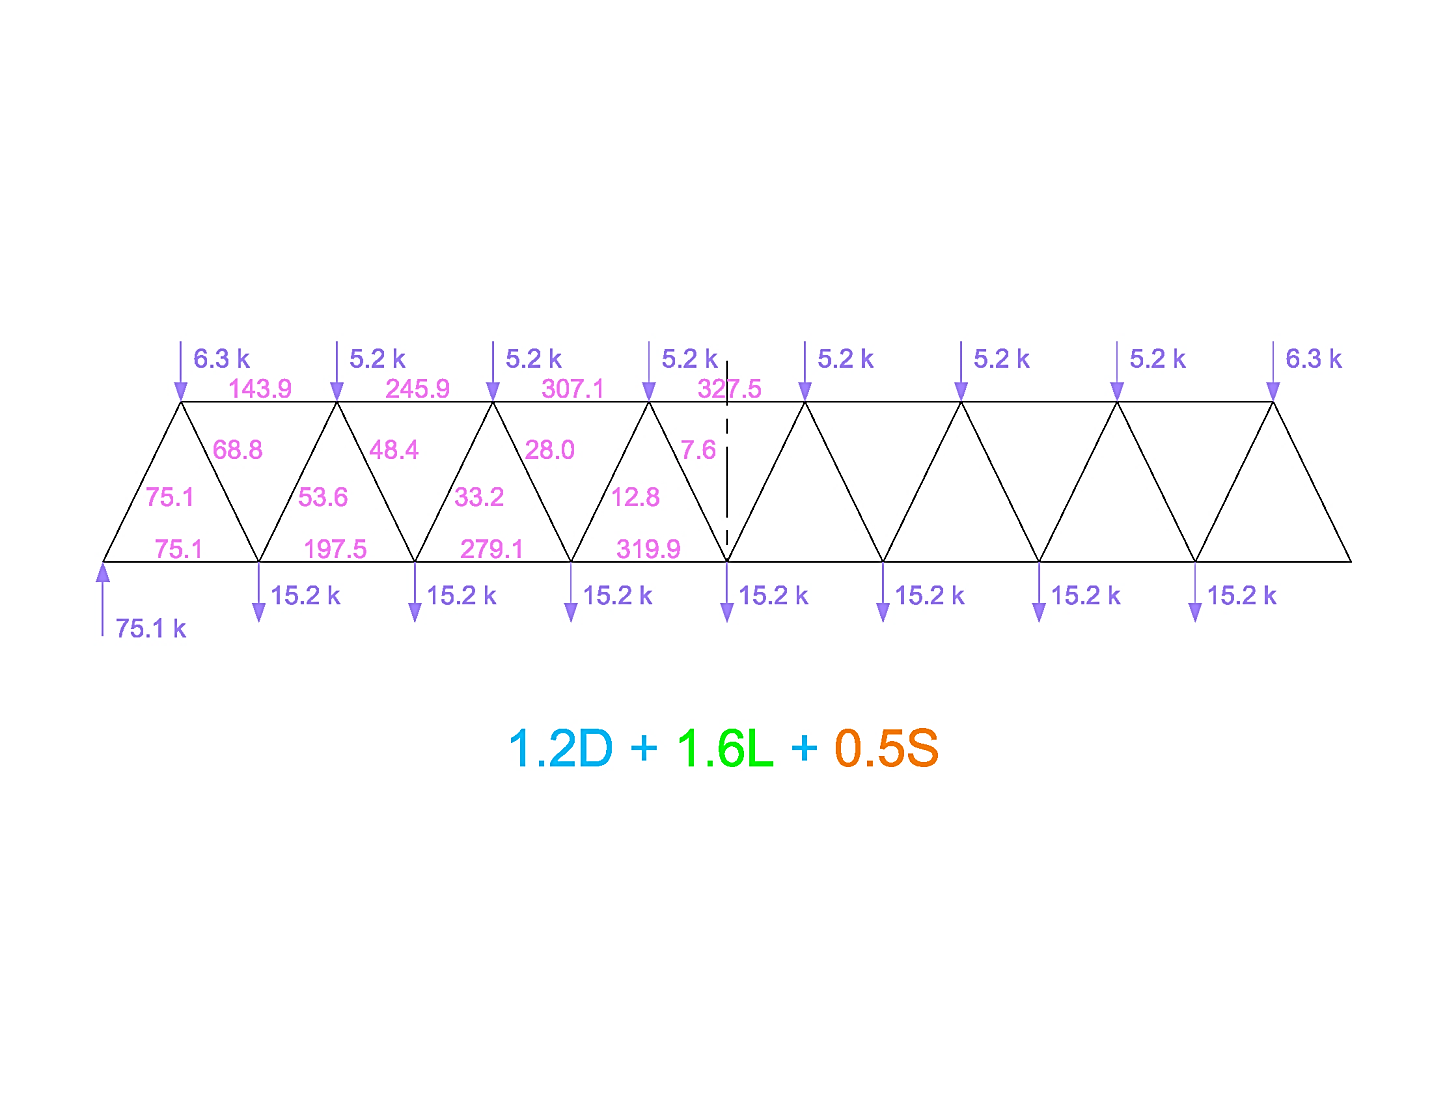 6.3 k 5.2 k 5.2 k 5.2 k 5.2 k 5.2 k 5.2 k 6.3 k
143.9 245.9 307.1 327.5
68.8 48.4 28.0 7.6
75.1 53.6 33.2 12.8
75.1 197.5 279.1 319.9
15.2 k 15.2 k 15.2 k 15.2 k 15.2 k 15.2 k 15.2 k
75.1 k
1.2D + 1.6L + 0.5S